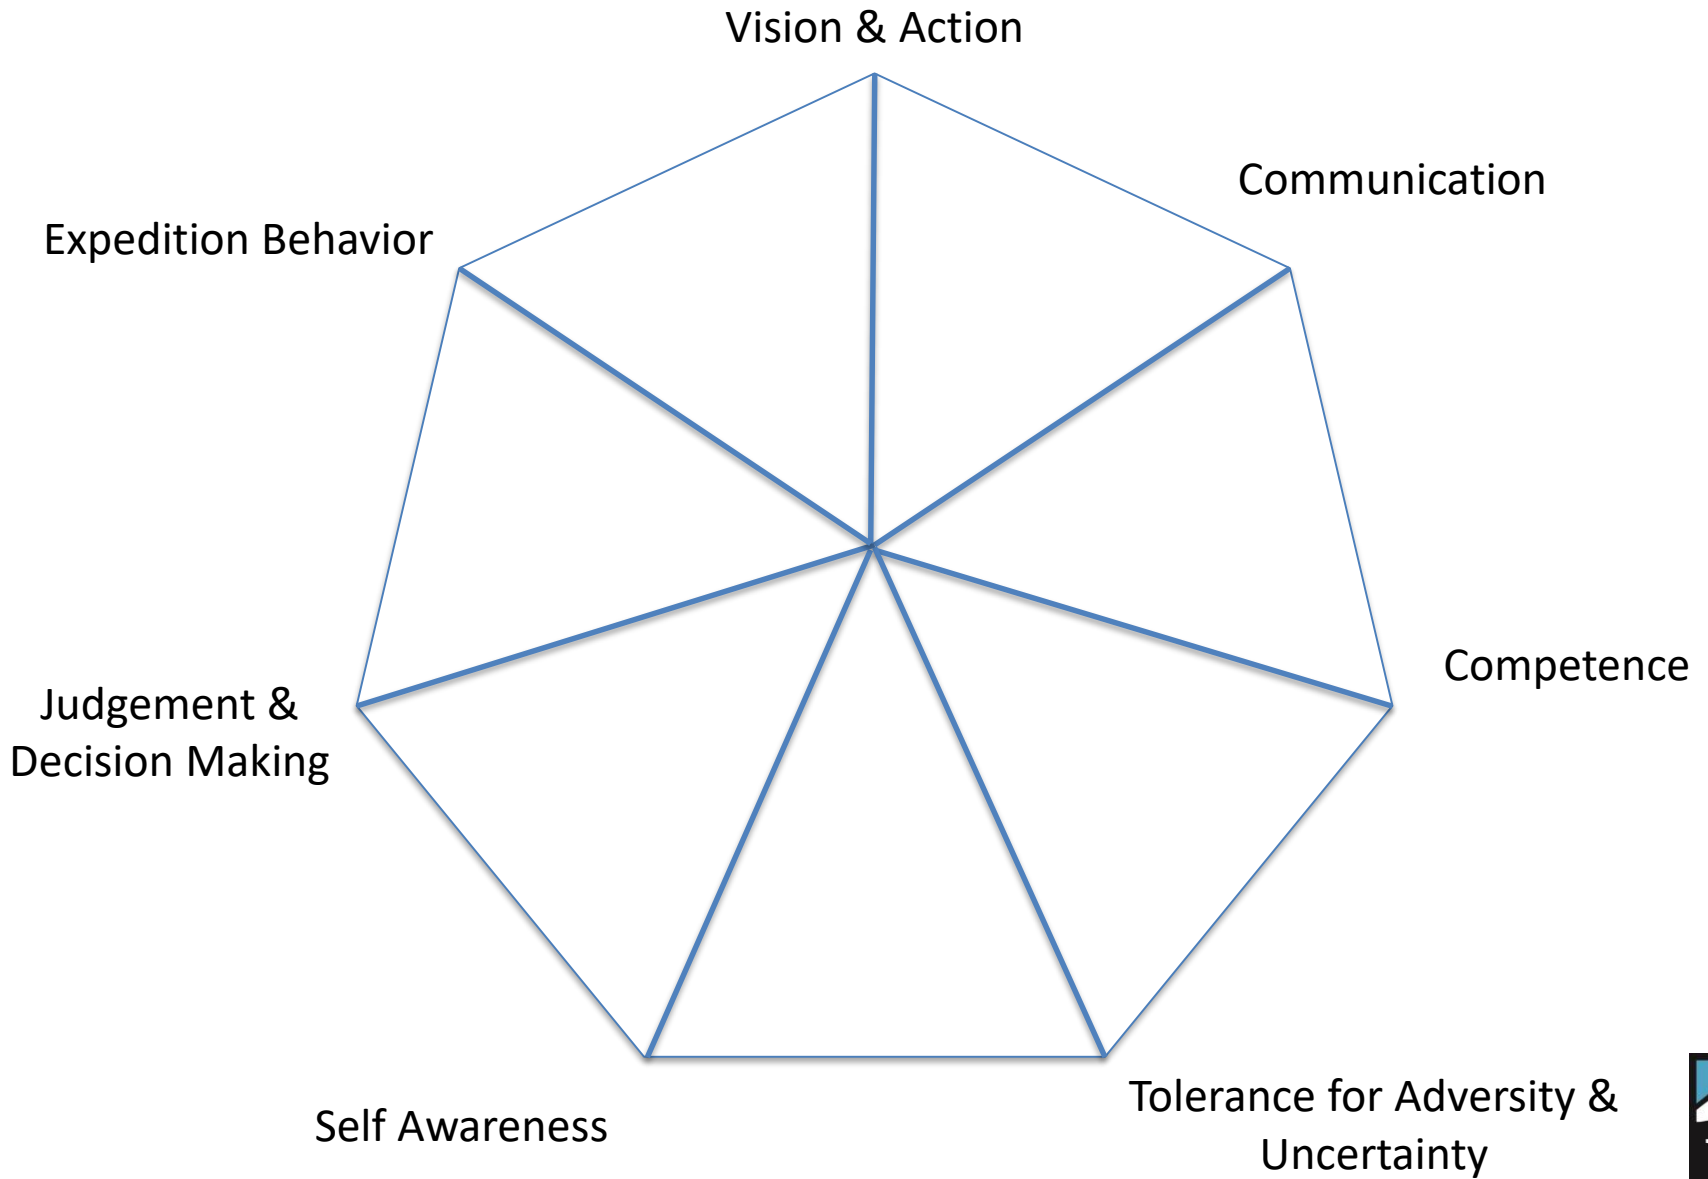 Vision & Action
Communication
Expedition Behavior
Competence
Judgement &
Decision Making
Tolerance for Adversity &
Uncertainty
Self Awareness